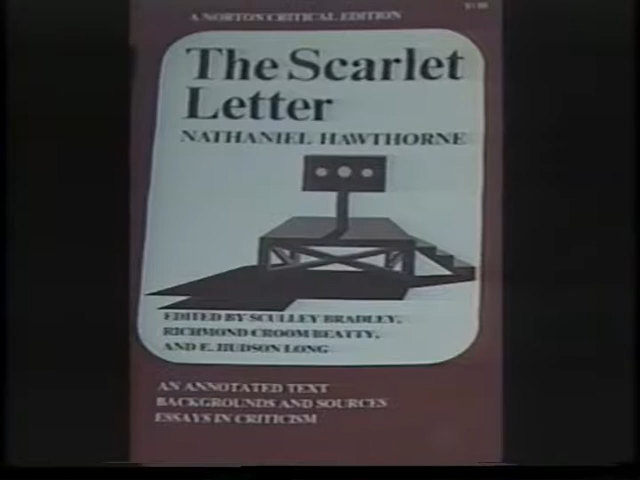 A NORTON CRITICAL EDITION
The Scarlet
Letter
NATHANIEL HAWTHORNE
EDITED BY SCULLEY BRADLEY,
RICHMOND CROOM BEATTY,
AND E. HUDSON LONG
AN ANNOTATED TEXT
BACKGROUNDS AND SOURCES
ESSAYS IN CRITICISM